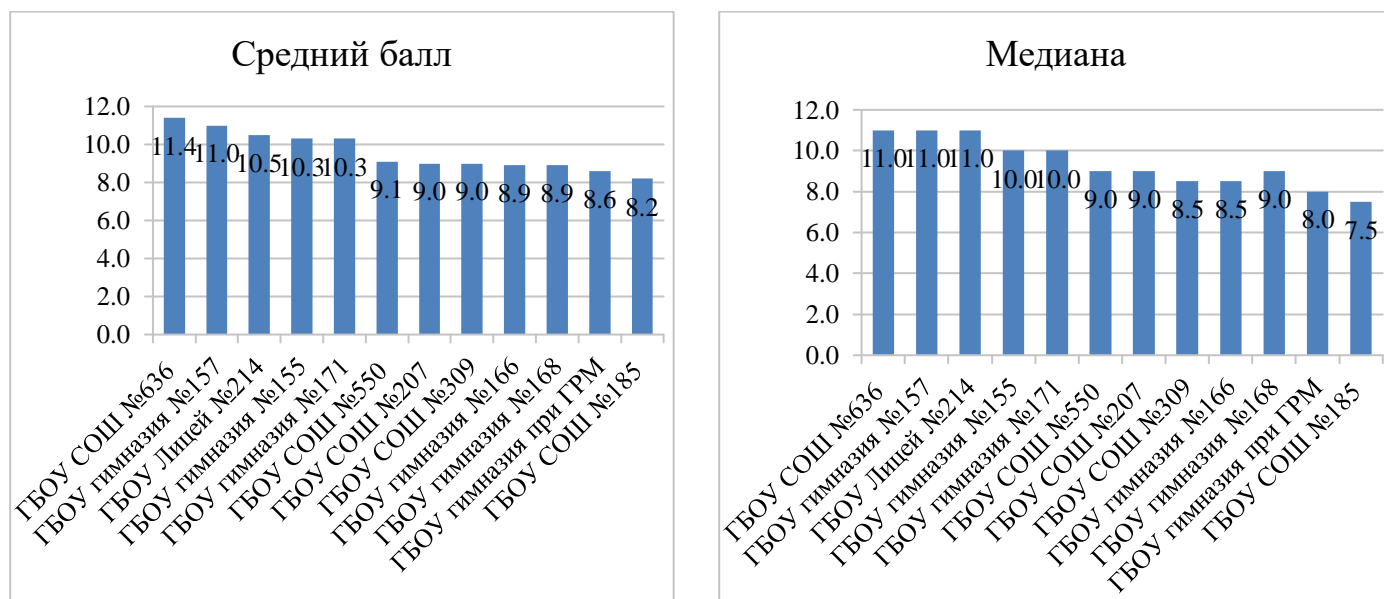 Средний балл
12.0
10.0
8.0
6.0
4.0
2.0
0.0
11.4
11.0
10.5
10.3
10.3
9.1
9.0
9.0
8.9
8.9
8.6
8.2
ГБОУ СОШ №636
ГБОУ гимназия №157
ГБОУ Лицей №214
ГБОУ гимназия №155
ГБОУ гимназия №171
ГБОУ СОШ №550
ГБОУ СОШ №207
ГБОУ СОШ №309
ГБОУ гимназия №166
ГБОУ гимназия №168
ГБОУ гимназия при ГРМ
ГБОУ СОШ №185
Медиана
12.0
10.0
8.0
6.0
4.0
2.0
0.0
11.0
11.0
11.0
10.0
10.0
9.0
9.0
8.5
8.5
9.0
8.0
7.5
ГБОУ СОШ №636
ГБОУ гимназия №157
ГБОУ Лицей №214
ГБОУ гимназия №155
ГБОУ гимназия №171
ГБОУ СОШ №550
ГБОУ СОШ №207
ГБОУ СОШ №309
ГБОУ гимназия №166
ГБОУ гимназия №168
ГБОУ гимназия при ГРМ
ГБОУ СОШ №185